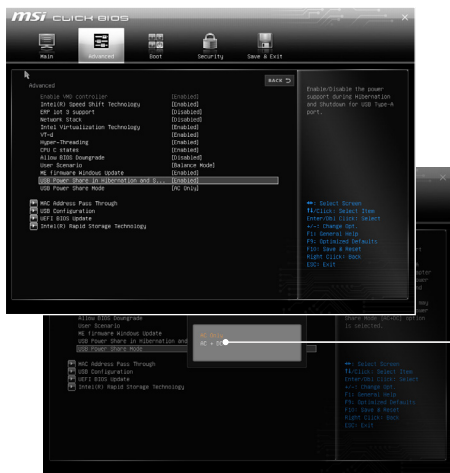 msi CLICK BIOS
Main
Advanced
Boot
Security
Save & Exit
BACK
Advanced
Enable VMD controller [Enabled]
Intel(R) Speed Shift Technology [Enabled]
ERP Lot 3 support [Disabled]
Network Stack [Disabled]
Intel Virtualization Technology [Enabled]
VT-d [Enabled]
Hyper-Threading [Enabled]
CPU C states [Enabled]
Allow BIOS Downgrade [Disabled]
User Scenario [Balance Mode]
ME firmware Windows Update [Enabled]
USB Power Share in Hibernation and S... [Enabled]
USB Power Share Mode [AC Only]
MAC Address Pass Through
USB Configuration
UEFI BIOS Update
Intel(R) Rapid Storage Technology
Enable/Disable the power
support during Hibernation
and Shutdown for USB Type-A
port.
↔: Select Screen
↑↓/Click: Select Item
Enter/Dbl Click: Select
+/-: Change Opt.
F1: General Help
F9: Optimized Defaults
F10: Save & Reset
Right Click: Back
ESC: Exit
Allow BIOS Downgrade
User Scenario
ME firmware Windows Update
USB Power Share in Hibernation and
USB Power Share Mode
MAC Address Pass Through
USB Configuration
UEFI BIOS Update
Intel(R) Rapid Storage Technology
AC Only
AC + DC
Share Mode [AC+DC] option
is selected.
↔: Select Screen
↑↓/Click: Select Item
Enter/Dbl Click: Select
+/-: Change Opt.
F1: General Help
F9: Optimized Defaults
F10: Save & Reset
Right Click: Back
ESC: Exit